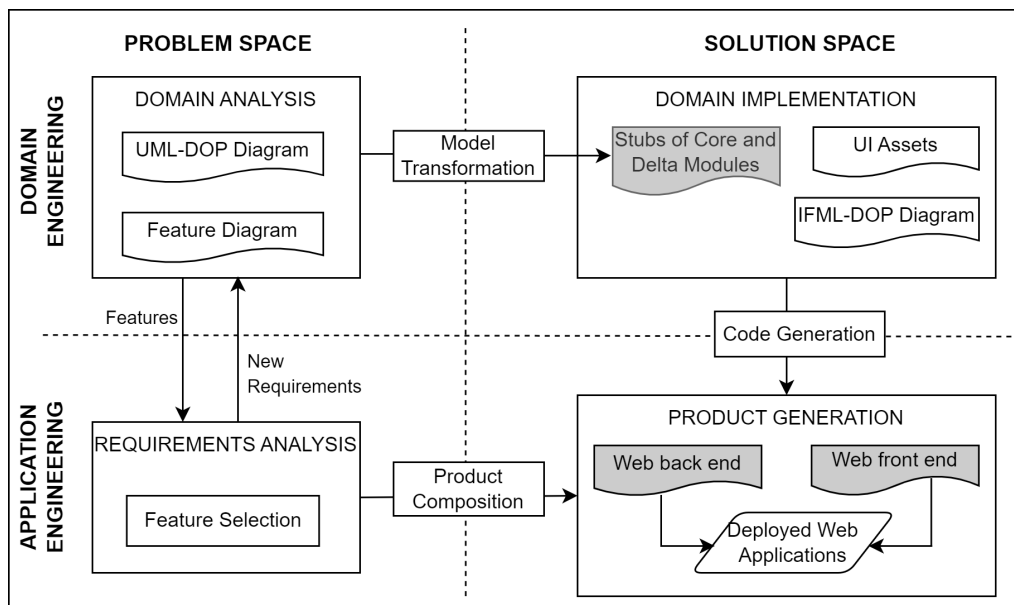 PROBLEM SPACE
SOLUTION SPACE
DOMAIN
ENGINEERING
DOMAIN ANALYSIS
UML-DOP Diagram
Feature Diagram
Model
Transformation
DOMAIN IMPLEMENTATION
Stubs of Core and
Delta Modules
UI Assets
IFML-DOP Diagram
Features
New
Requirements
Code Generation
APPLICATION
ENGINEERING
REQUIREMENTS ANALYSIS
Feature Selection
Product
Composition
PRODUCT GENERATION
Web back end
Web front end
Deployed Web
Applications